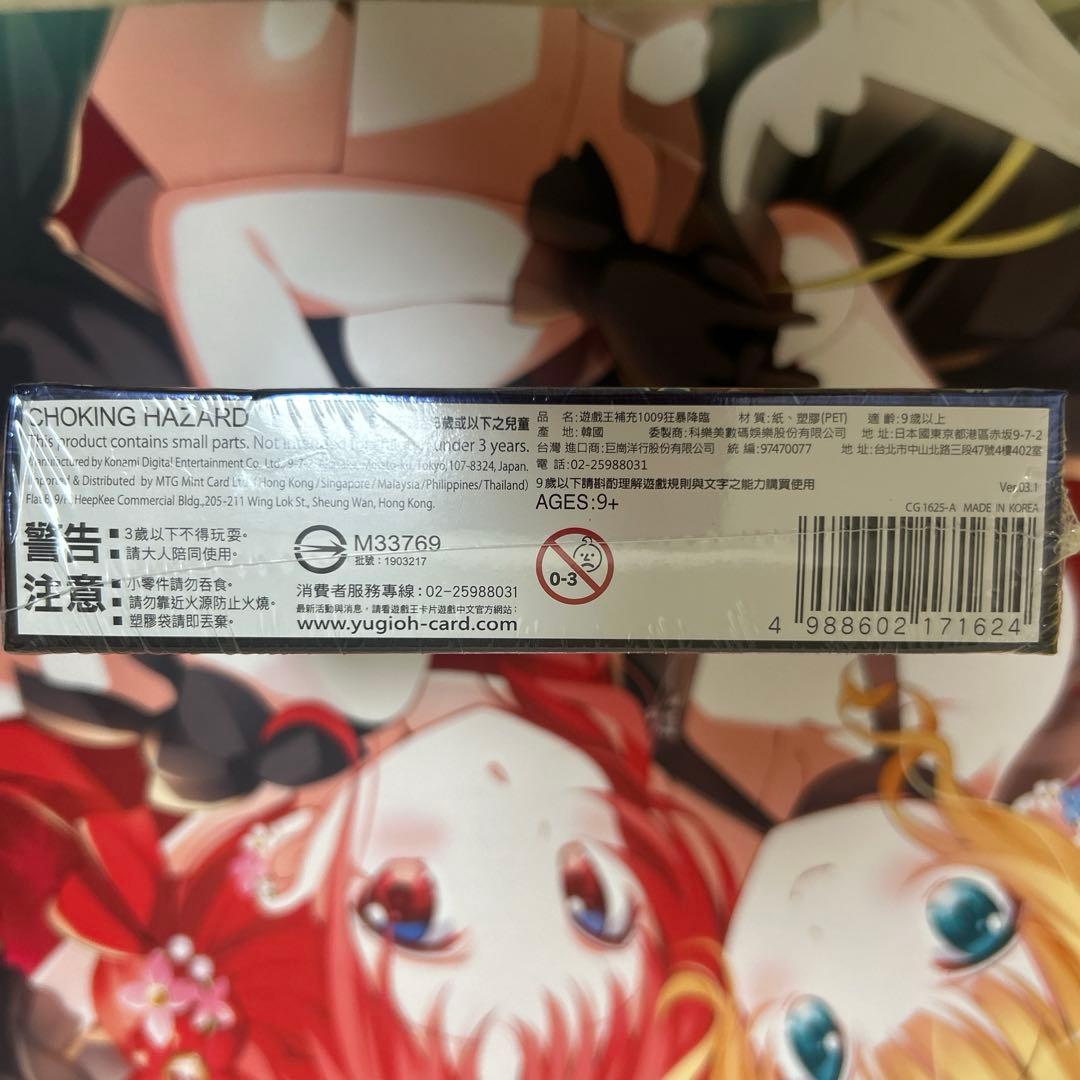 CHOKING HAZARD
3歲或以下之兒童
This product contains small parts. Not under 3 years.
Manufactured by Konami Digital Entertainment Co. Ltd. 9-7-2 Tokyo, 107-8324, Japan.
& Distributed by MTG Mint Card Ltd (Hong Kong/Singapore/Malaysia/Philippines/Thailand)
Flat B, 9/F HeepKee Commercial Bldg.,205-211 Wing Lok St., Sheung Wan, Hong Kong.
警告:
3歲以下不得玩耍。
請大人陪同使用。
注意:
小零件請勿吞食。
請勿靠近火源防止火燒。
塑膠袋請即丟棄。
M33769
批號:1903217
消費者服務專線:02-25988031
最新活動與消息,請看遊戲王卡片遊戲中文官方網站:
www.yugioh-card.com
品 名:遊戲王補充1009狂暴降臨 材 質:紙、塑膠(PET) 適 齡:9歲以上
產 地:韓國 委製商:科樂美數碼娛樂股份有限公司 地 址:日本國東京都港區赤坂9-7-2
台灣 進口商:巨崗洋行股份有限公司 統 編:97470077 地 址:台北市中山北路三段47號4樓402室
電 話:02-25988031
9歲以下請斟酌理解遊戲規則與文字之能力購買使用 Ver.03.1
AGES:9+
CG1625-A MADE IN KOREA
0-3
4 988602 171624